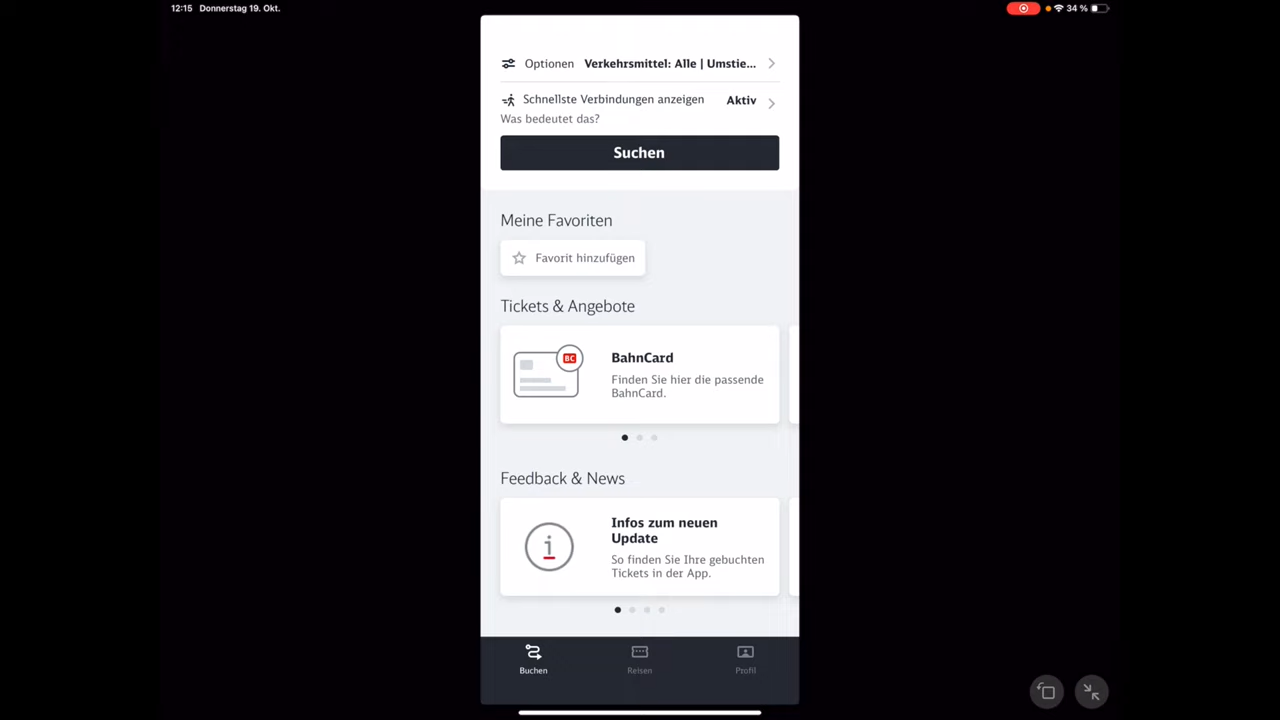 12:15 Donnerstag 19. Okt.
34 %
Optionen Verkehrsmittel: Alle | Umstie...
Schnellste Verbindungen anzeigen Aktiv
Was bedeutet das?
Suchen
Meine Favoriten
Favorit hinzufügen
Tickets & Angebote
BC
BahnCard
Finden Sie hier die passende
BahnCard.
Feedback & News
Infos zum neuen
Update
So finden Sie Ihre gebuchten
Tickets in der App.
Buchen
Reisen
Profil